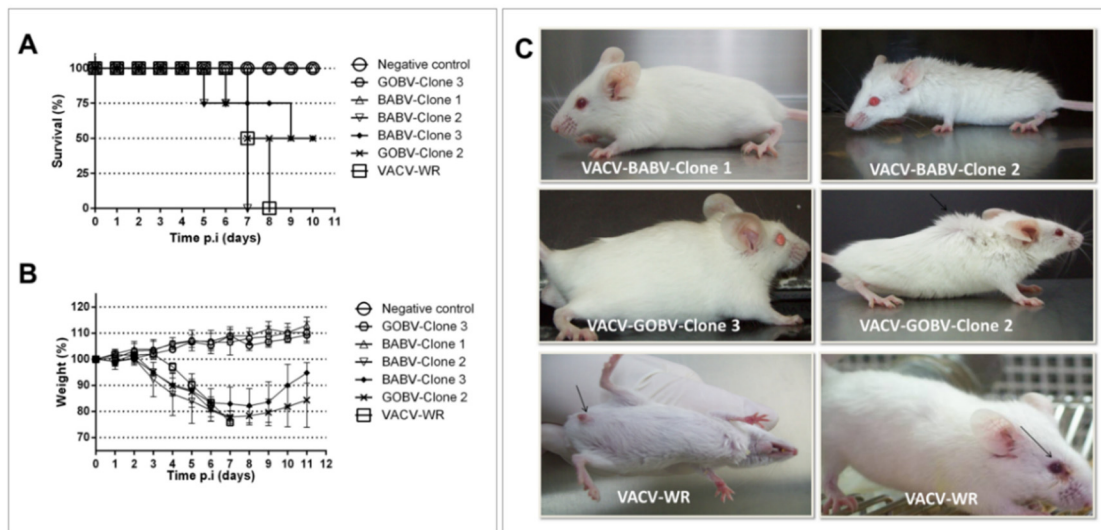 A
Survival (%)
100
75
50
25
0
0 1 2 3 4 5 6 7 8 9 10 11
Time p.i (days)
Negative control
GOBV-Clone 3
BABV-Clone 1
BABV-Clone 2
BABV-Clone 3
GOBV-Clone 2
VACV-WR
B
Weight (%)
120
110
100
90
80
70
0 1 2 3 4 5 6 7 8 9 10 11 12
Time p.i (days)
Negative control
GOBV-Clone 3
BABV-Clone 1
BABV-Clone 2
BABV-Clone 3
GOBV-Clone 2
VACV-WR
C
VACV-BABV-Clone 1
VACV-BABV-Clone 2
VACV-GOBV-Clone 3
VACV-GOBV-Clone 2
VACV-WR
VACV-WR